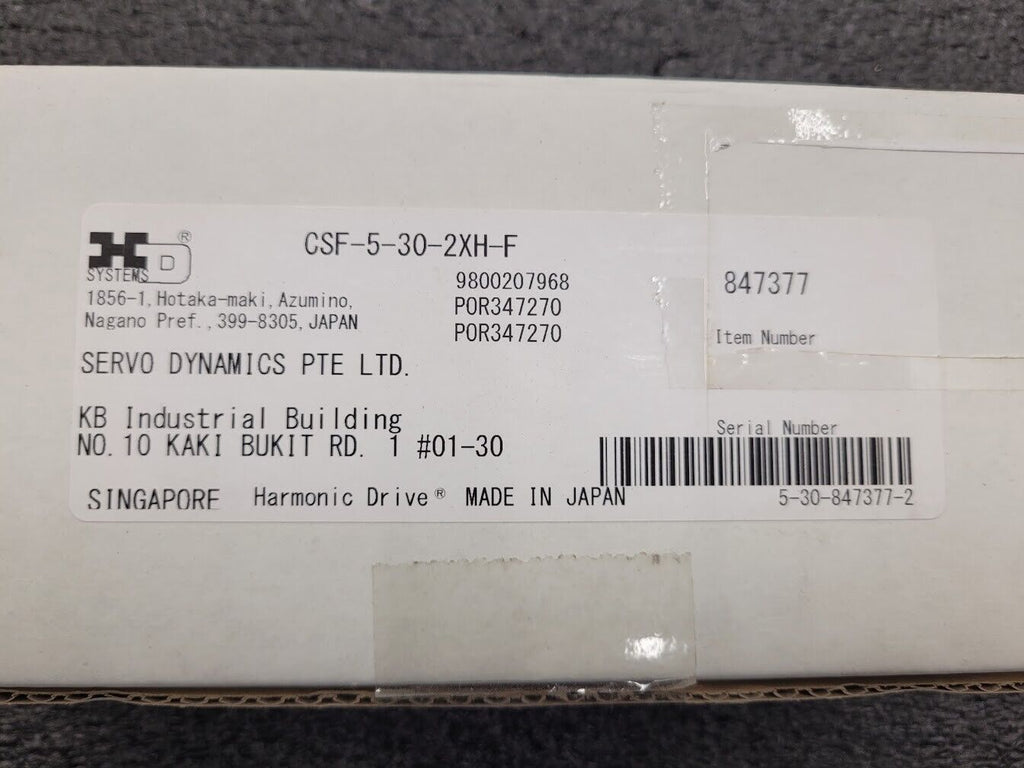 HD®
SYSTEMS
CSF-5-30-2XH-F
1856-1, Hotaka-maki, Azumino,
Nagano Pref., 399-8305, JAPAN
9800207968
POR347270
POR347270
847377
Item Number
SERVO DYNAMICS PTE LTD.
KB Industrial Building
NO. 10 KAKI BUKIT RD. 1 #01-30
Serial Number
SINGAPORE
Harmonic Drive® MADE IN JAPAN
5-30-847377-2